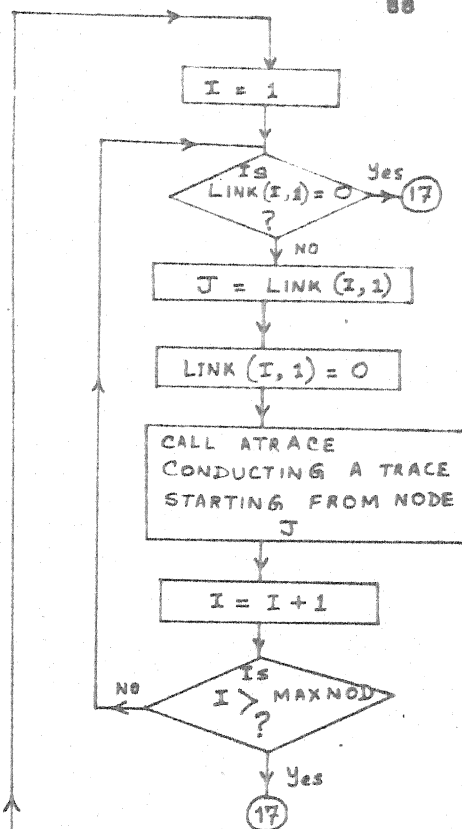 88
I = 1
Is
LINK(I,1) = 0
?
Yes
17
NO
J = LINK (I, 1)
LINK (I, 1) = 0
CALL ATRACE
CONDUCTING A TRACE
STARTING FROM NODE
J
I = I + 1
Is
I > MAXNOD
?
NO
Yes
17